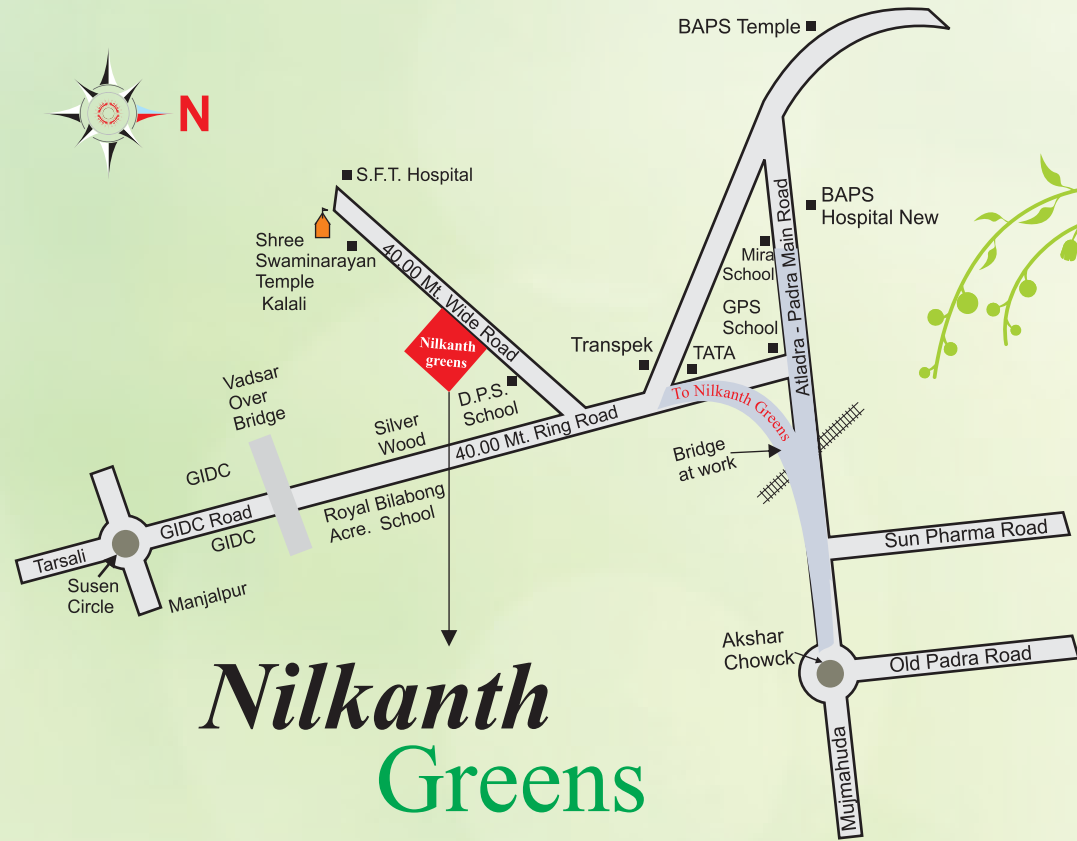 BAPS Temple
N
S.F.T. Hospital
BAPS
Hospital New
Shree
Swaminarayan
Temple
Kalali
40.00 Mt. Wide Road
Mira
School
Atladra - Padra Main Road
GPS
School
Nilkanth
greens
Transpek
TATA
To Nilkanth Greens
D.P.S.
School
Vadsar
Over
Bridge
Silver
Wood
40.00 Mt. Ring Road
Bridge
at work
GIDC
Royal Bilabong
Acre. School
GIDC Road
GIDC
Tarsali
Susen
Circle
Manjalpur
Sun Pharma Road
Akshar
Chowck
Old Padra Road
Mujmahuda
Nilkanth
Greens